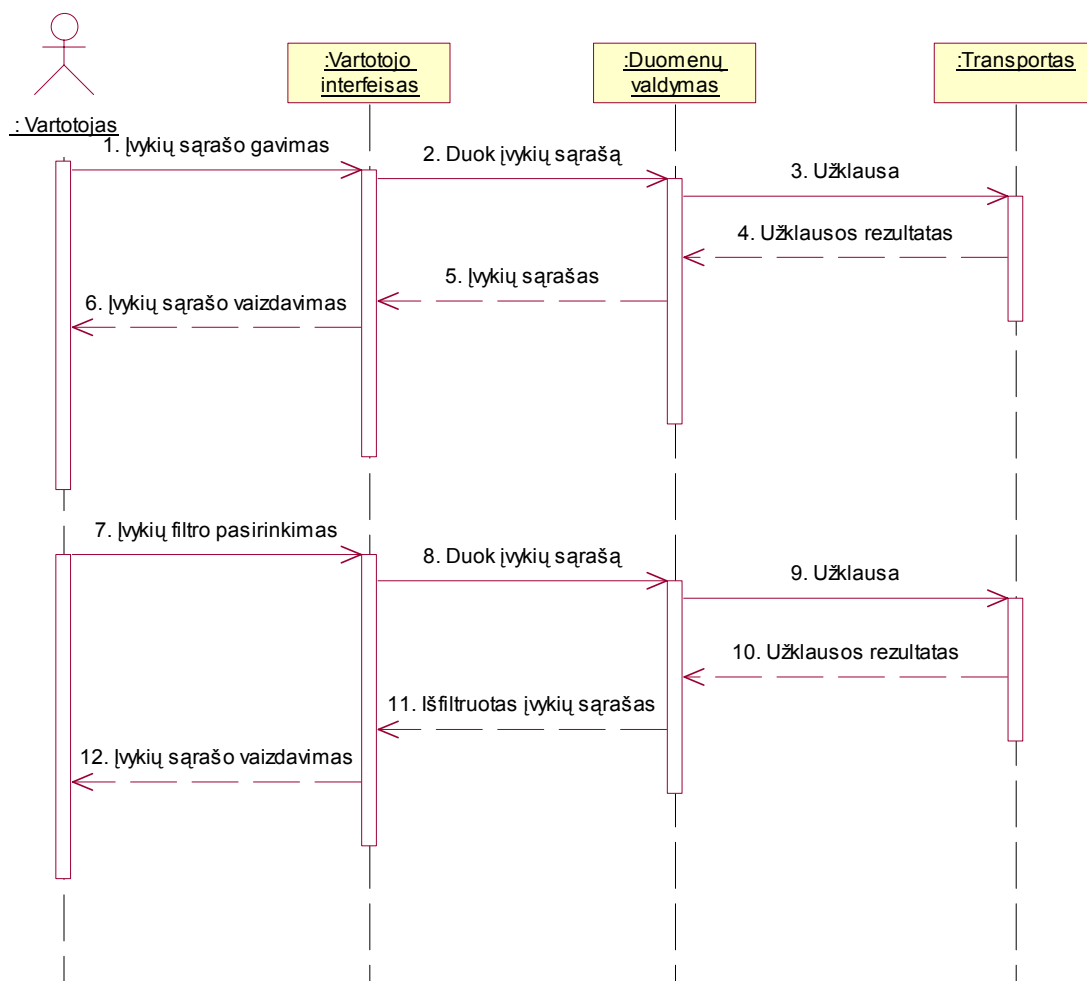 :Vartotojo
interfeisas
:Duomenų
valdymas
:Transportas
: Vartotojas
1. Įvykių sąrašo gavimas
2. Duok įvykių sąrašą
3. Užklausa
4. Užklausos rezultatas
5. Įvykių sąrašas
6. Įvykių sąrašo vaizdavimas
7. Įvykių filtro pasirinkimas
8. Duok įvykių sąrašą
9. Užklausa
10. Užklausos rezultatas
11. Išfiltruotas įvykių sąrašas
12. Įvykių sąrašo vaizdavimas